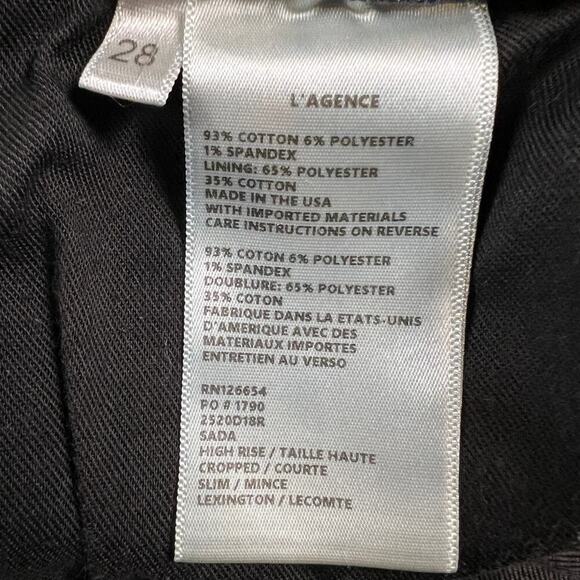 28
L'AGENCE
93% COTTON 6% POLYESTER
1% SPANDEX
LINING: 65% POLYESTER
35% COTTON
MADE IN THE USA
WITH IMPORTED MATERIALS
CARE INSTRUCTIONS ON REVERSE
93% COTON 6% POLYESTER
1% SPANDEX
DOUBLURE: 65% POLYESTER
35% COTON
FABRIQUE DANS LA ETATS-UNIS
D'AMERIQUE AVEC DES
MATERIAUX IMPORTES
ENTRETIEN AU VERSO
RN126654
PO # 1790
2520D18R
SADA
HIGH RISE / TAILLE HAUTE
CROPPED / COURTE
SLIM / MINCE
LEXINGTON / LECOMTE